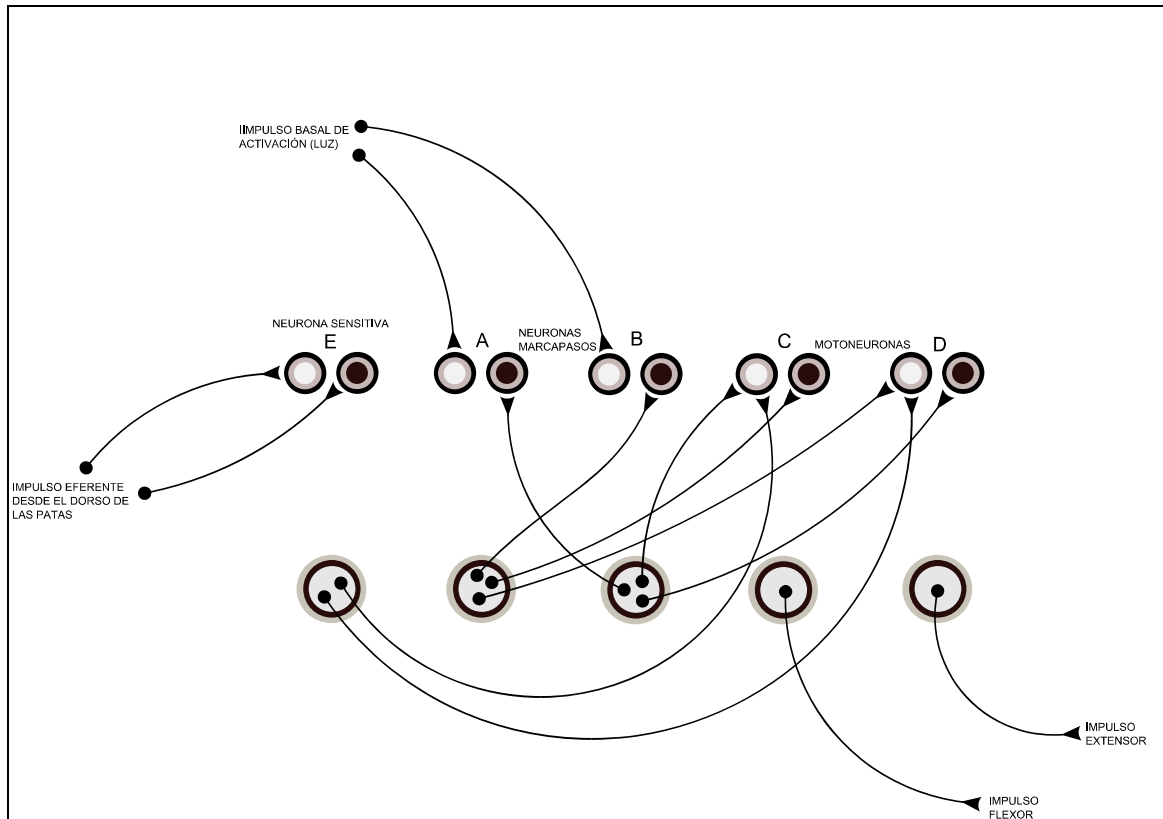 IIMPULSO BASAL DE
ACTIVACIÓN (LUZ)
NEURONA SENSITIVA
E
A
NEURONAS
MARCAPASOS
B
C
MOTONEURONAS
D
IMPULSO EFERENTE
DESDE EL DORSO DE
LAS PATAS
IMPULSO
EXTENSOR
IMPULSO
FLEXOR